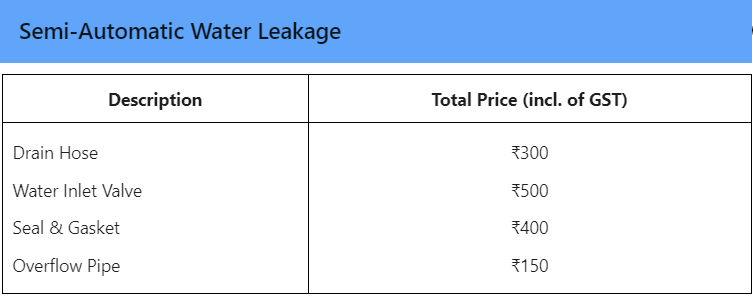 Semi-Automatic Water Leakage
Description Total Price (incl. of GST)
Drain Hose ₹300
Water Inlet Valve ₹500
Seal & Gasket ₹400
Overflow Pipe ₹150